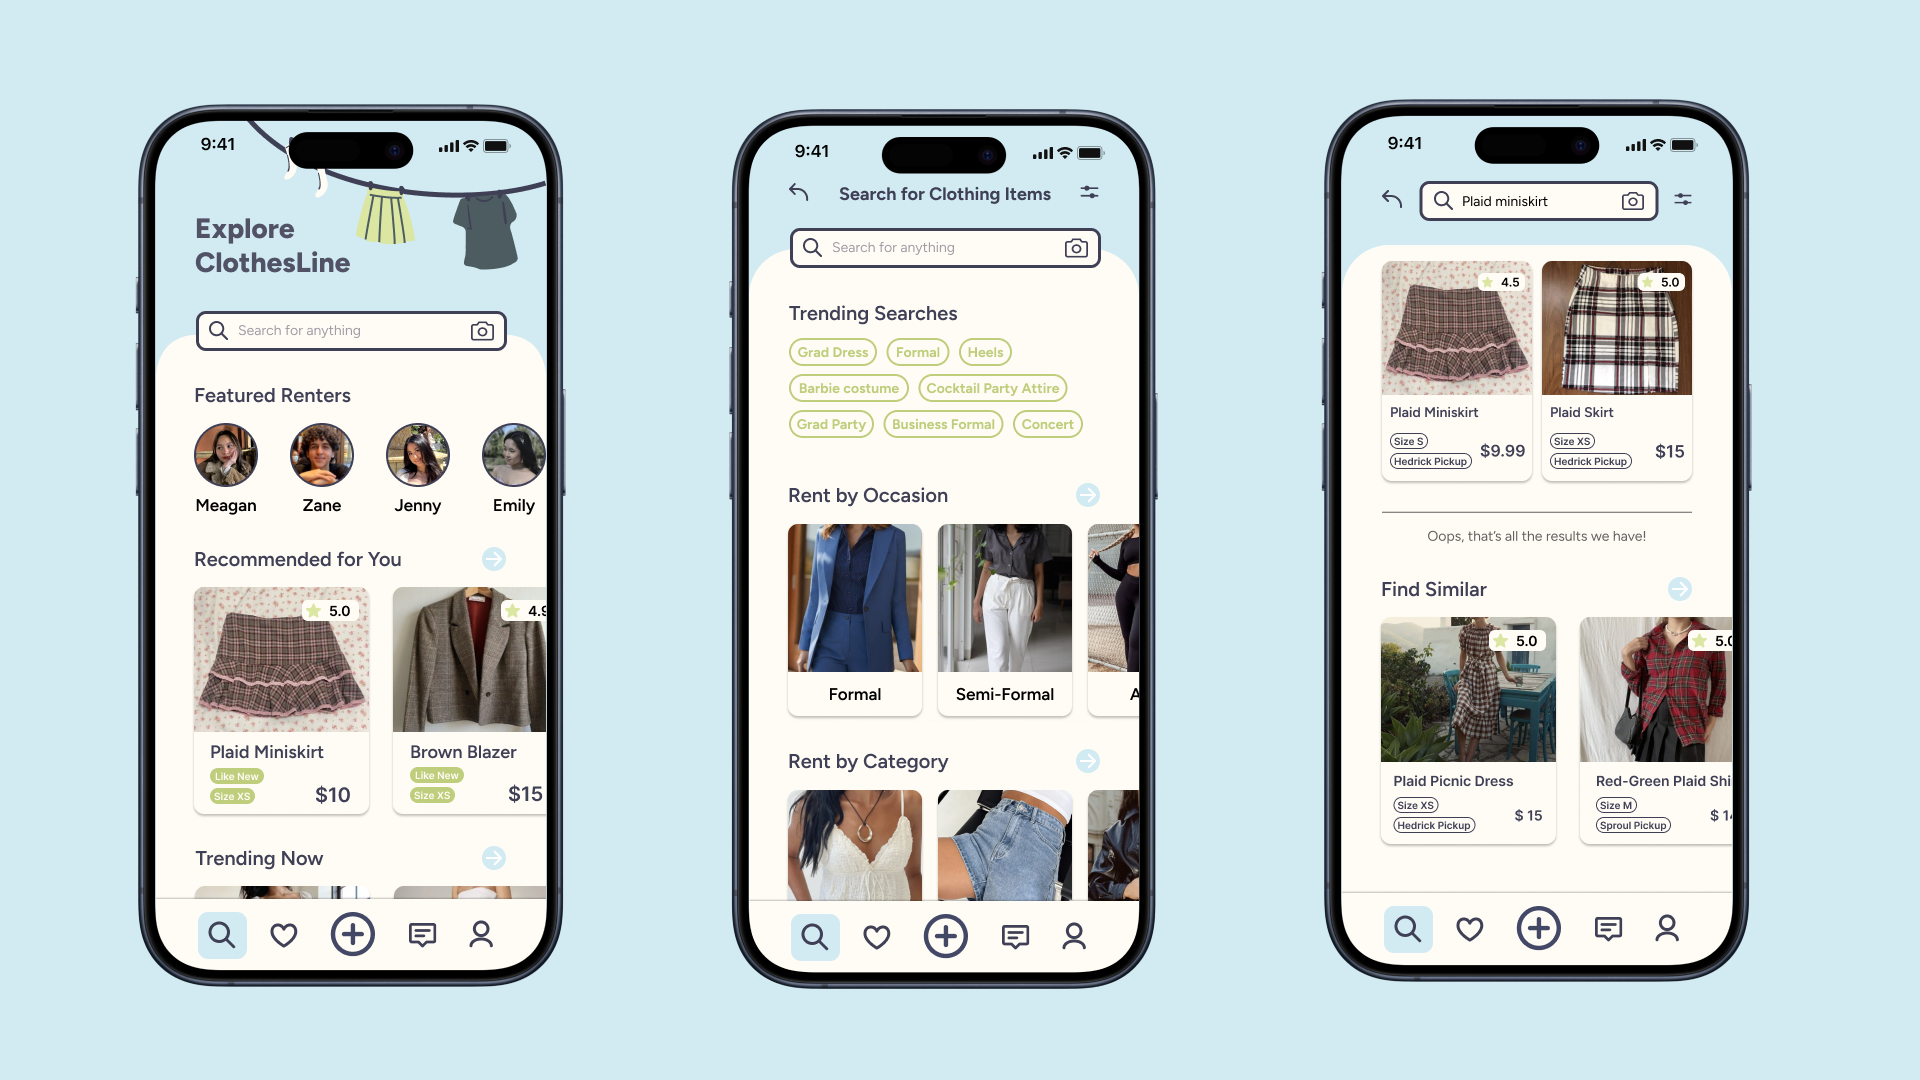 9:41
Explore
ClothesLine
Search for anything
Featured Renters
Meagan Zane Jenny Emily
Recommended for You
5.0 4.9
Plaid Miniskirt Brown Blazer
Like New Like New
Size XS $10 Size XS $15
Trending Now
9:41
Search for Clothing Items
Search for anything
Trending Searches
Grad Dress Formal Heels
Barbie costume Cocktail Party Attire
Grad Party Business Formal Concert
Rent by Occasion
Formal Semi-Formal A
Rent by Category
9:41
Plaid miniskirt
4.5 5.0
Plaid Miniskirt Plaid Skirt
Size S Size XS
Hedrick Pickup $9.99 Hedrick Pickup $15
Oops, that's all the results we have!
Find Similar
5.0 5.0
Plaid Picnic Dress Red-Green Plaid Shi
Size XS Size M
Hedrick Pickup $ 15 Sproul Pickup $ 14